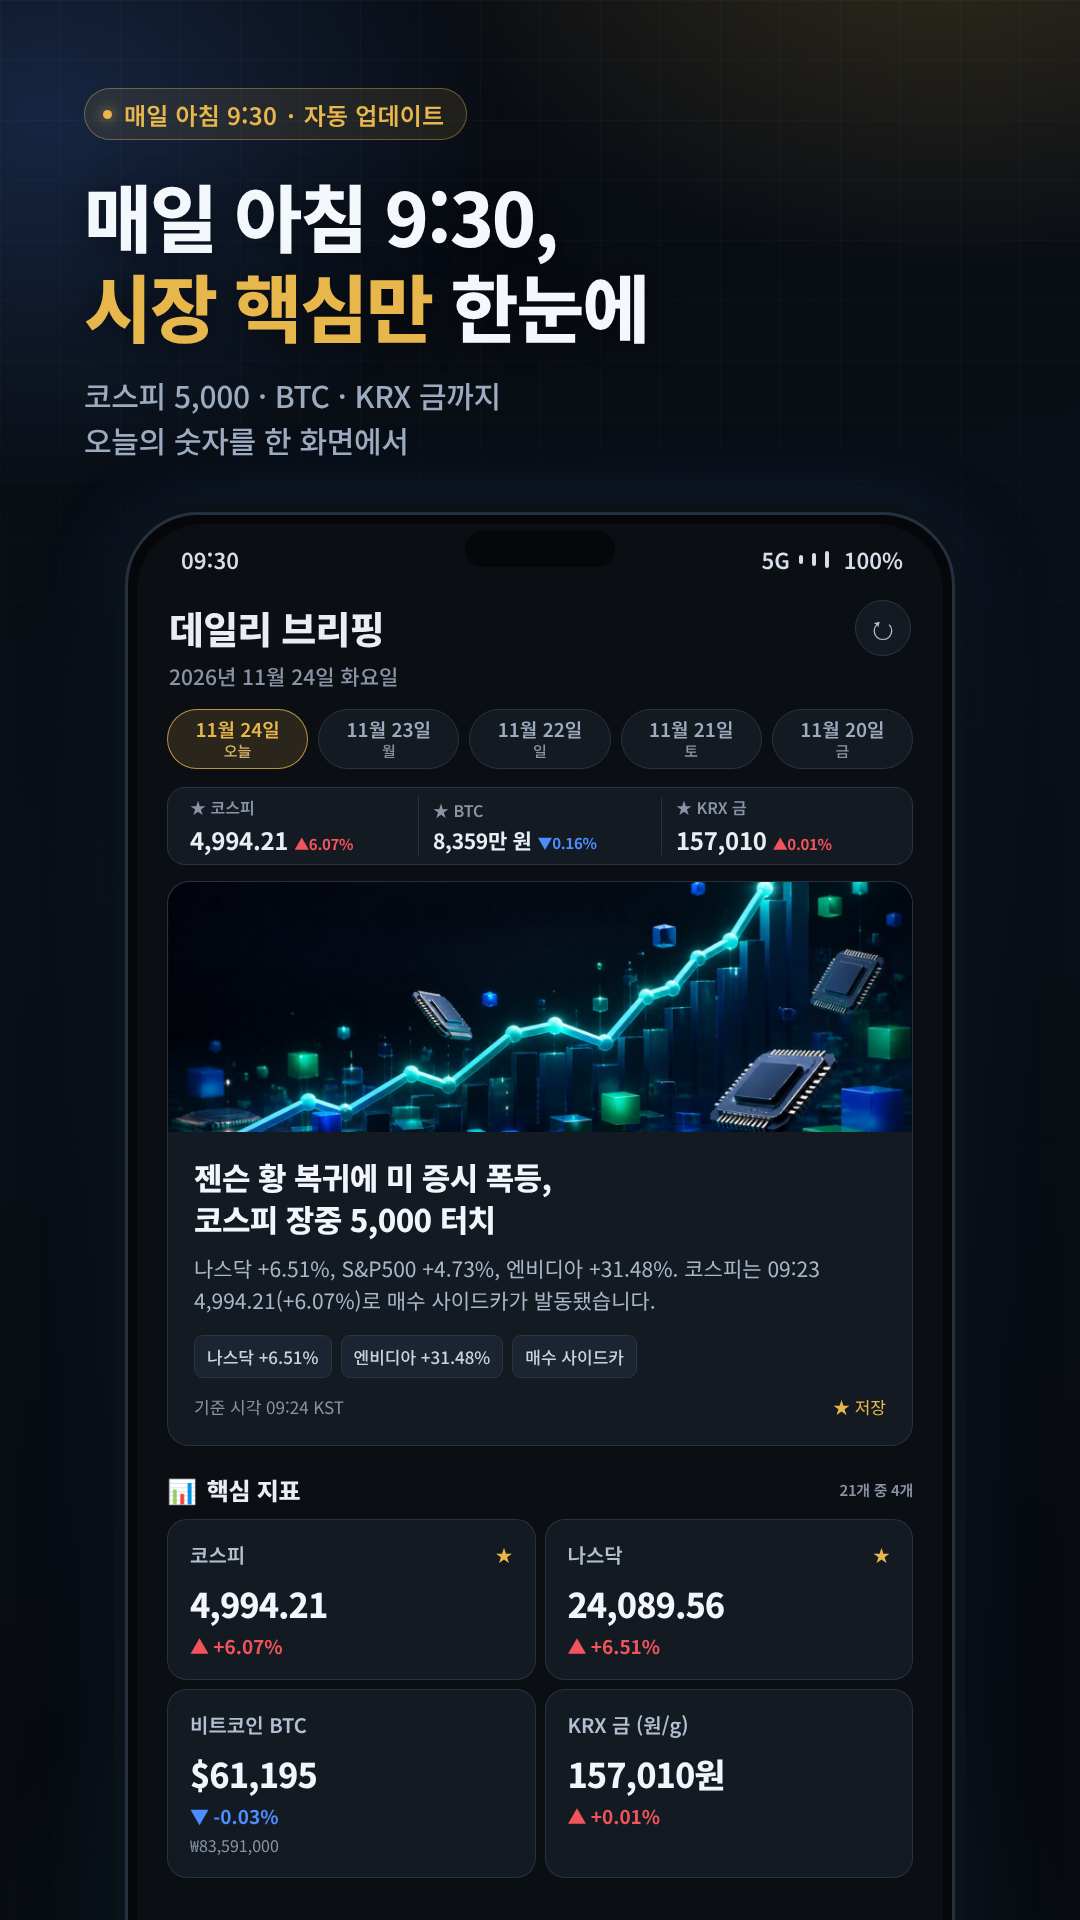 매일 아침 9:30 · 자동 업데이트
매일 아침 9:30,
시장 핵심만 한눈에
코스피 5,000 · BTC · KRX 금까지
오늘의 숫자를 한 화면에서
09:30
5G 100%
데일리 브리핑
2026년 11월 24일 화요일
11월 24일
오늘
11월 23일
월
11월 22일
일
11월 21일
토
11월 20일
금
★ 코스피
4,994.21 ▲6.07%
★ BTC
8,359만 원 ▼0.16%
★ KRX 금
157,010 ▲0.01%
젠슨 황 복귀에 미 증시 폭등,
코스피 장중 5,000 터치
나스닥 +6.51%, S&P500 +4.73%, 엔비디아 +31.48%. 코스피는 09:23
4,994.21(+6.07%)로 매수 사이드카가 발동됐습니다.
나스닥 +6.51%
엔비디아 +31.48%
매수 사이드카
기준 시각 09:24 KST
★ 저장
📊 핵심 지표
21개 중 4개
코스피 ★
4,994.21
▲ +6.07%
나스닥 ★
24,089.56
▲ +6.51%
비트코인 BTC
$61,195
▼ -0.03%
₩83,591,000
KRX 금 (원/g)
157,010원
▲ +0.01%